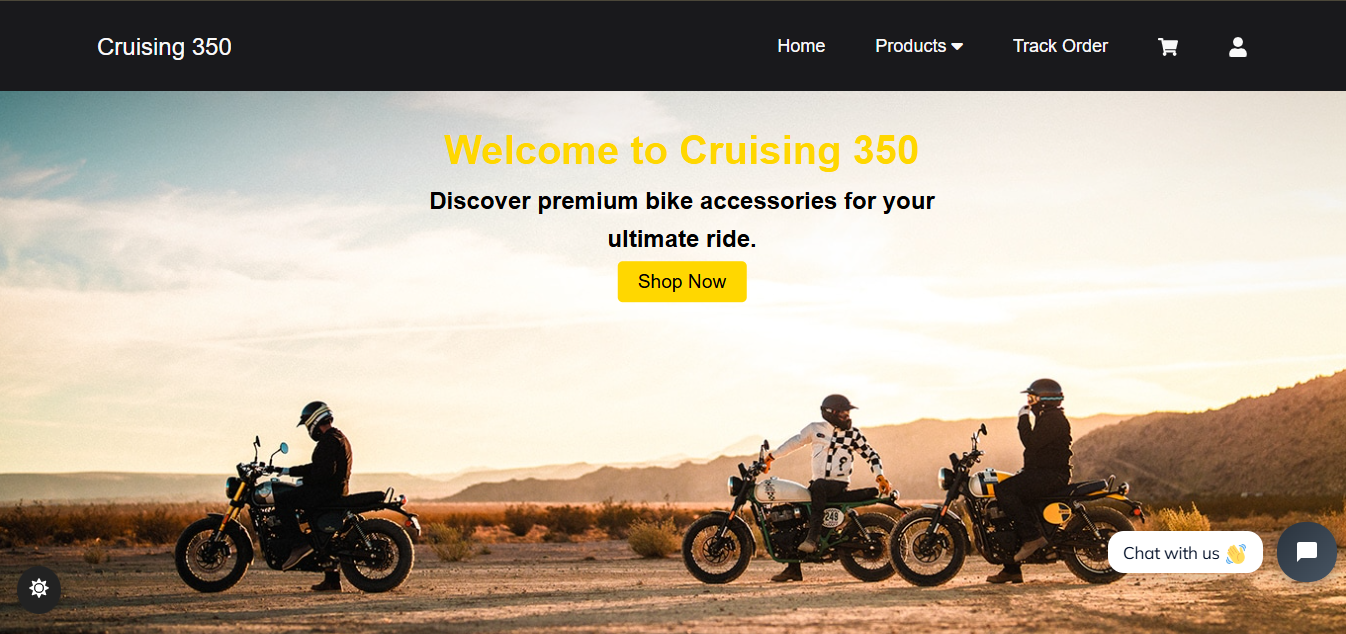 Cruising 350
Home
Products
Track Order
Welcome to Cruising 350
Discover premium bike accessories for your
ultimate ride.
Shop Now
249
Chat with us 👋